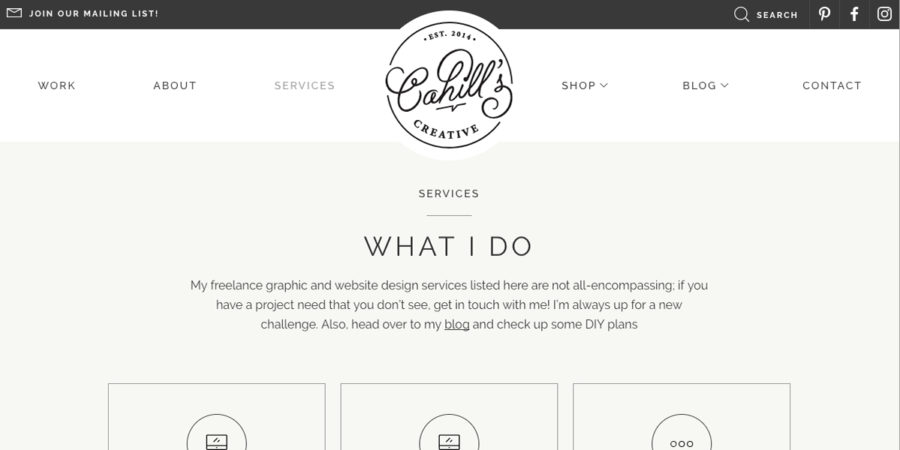 JOIN OUR MAILING LIST!
SEARCH
WORK
ABOUT
SERVICES
· EST. 2014 ·
Cahill's
CREATIVE
SHOP
BLOG
CONTACT
SERVICES
WHAT I DO
My freelance graphic and website design services listed here are not all-encompassing; if you
have a project need that you don't see, get in touch with me! I'm always up for a new
challenge. Also, head over to my blog and check up some DIY plans